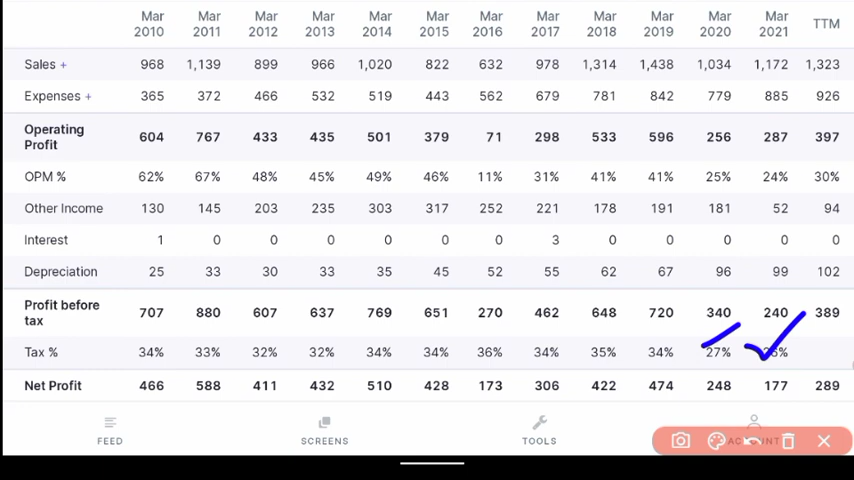 Mar Mar Mar Mar Mar Mar Mar Mar Mar Mar Mar Mar TTM
2010 2011 2012 2013 2014 2015 2016 2017 2018 2019 2020 2021
Sales + 968 1,139 899 966 1,020 822 632 978 1,314 1,438 1,034 1,172 1,323
Expenses + 365 372 466 532 519 443 562 679 781 842 779 885 926
Operating Profit 604 767 433 435 501 379 71 298 533 596 256 287 397
OPM % 62% 67% 48% 45% 49% 46% 11% 31% 41% 41% 25% 24% 30%
Other Income 130 145 203 235 303 317 252 221 178 191 181 52 94
Interest 1 0 0 0 0 0 0 3 0 0 0 0 0
Depreciation 25 33 30 33 35 45 52 55 62 67 96 99 102
Profit before tax 707 880 607 637 769 651 270 462 648 720 340 240 389
Tax % 34% 33% 32% 32% 34% 34% 36% 34% 35% 34% 27%
Net Profit 466 588 411 432 510 428 173 306 422 474 248 177 289
FEED SCREENS TOOLS ACCOUNT